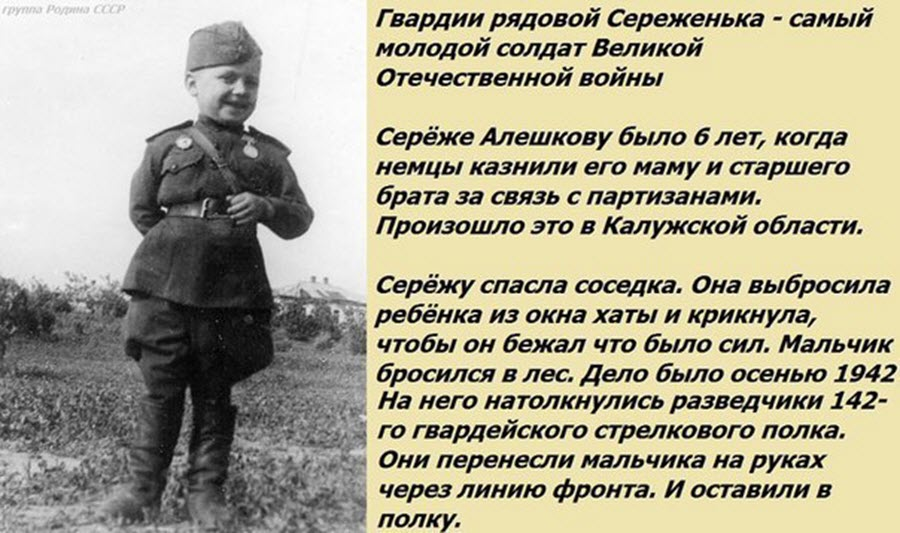 группа Родина СССР
Гвардии рядовой Сереженька - самый
молодой солдат Великой
Отечественной войны
Серёже Алешкову было 6 лет, когда
немцы казнили его маму и старшего
брата за связь с партизанами.
Произошло это в Калужской области.
Серёжу спасла соседка. Она выбросила
ребёнка из окна хаты и крикнула,
чтобы он бежал что было сил. Мальчик
бросился в лес. Дело было осенью 1942
На него натолкнулись разведчики 142-
го гвардейского стрелкового полка.
Они перенесли мальчика на руках
через линию фронта. И оставили в
полку.